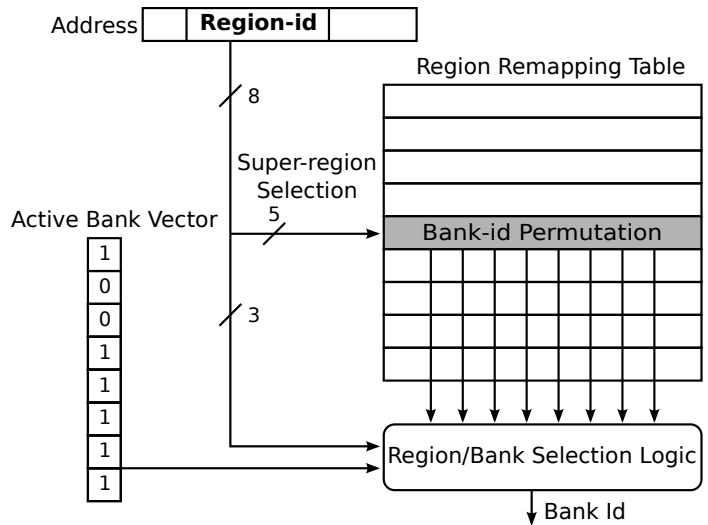 Address
Region-id
8
Region Remapping Table
Super-region
Selection
5
Bank-id Permutation
Active Bank Vector
1
0
0
1
1
1
1
1
3
Region/Bank Selection Logic
Bank Id